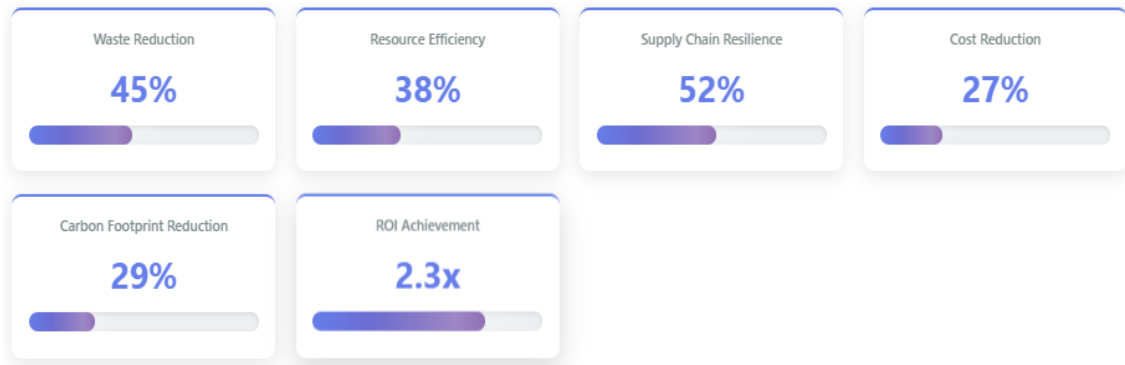 Waste Reduction
45%
Resource Efficiency
38%
Supply Chain Resilience
52%
Cost Reduction
27%
Carbon Footprint Reduction
29%
ROI Achievement
2.3x